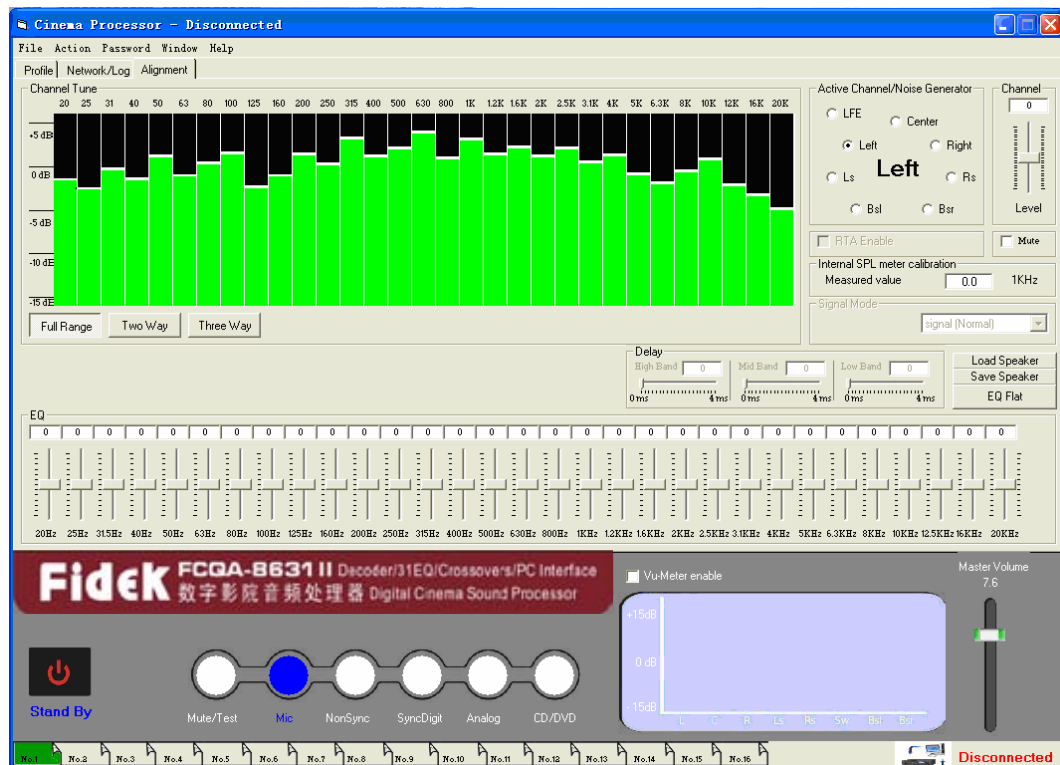 Cinema Processor - Disconnected
File Action Password Window Help
Profile Network/Log Alignment
Channel Tune
20 25 31 40 50 63 80 100 125 160 200 250 315 400 500 630 800 1K 1.2K 1.6K 2K 2.5K 3.1K 4K 5K 6.3K 8K 10K 12K 16K 20K
+5 dB
0 dB
-5 dB
-10 dB
-15 dB
Full Range Two Way Three Way
Active Channel/Noise Generator
LFE Center
Left Right
Ls Left Rs
Bsl Bsr
Channel
0
Level
RTA Enable
Mute
Internal SPL meter calibration
Measured value 0.0 1KHz
Signal Mode
signal (Normal)
Delay
High Band 0 Mid Band 0 Low Band 0
0 ms 4 ms 0 ms 4 ms 0 ms 4 ms
Load Speaker
Save Speaker
EQ Flat
EQ
0 0 0 0 0 0 0 0 0 0 0 0 0 0 0 0 0 0 0 0 0 0 0 0 0 0 0 0 0 0 0
20Hz 25Hz 31.5Hz 40Hz 50Hz 63Hz 80Hz 100Hz 125Hz 160Hz 200Hz 250Hz 315Hz 400Hz 500Hz 630Hz 800Hz 1KHz 1.2KHz 1.6KHz 2KHz 2.5KHz 3.1KHz 4KHz 5KHz 6.3KHz 8KHz 10KHz 12.5KHz 16KHz 20KHz
Fidek FCQA-8631 II Decoder/31EQ/Crossovers/PC Interface
数字影院音频处理器 Digital Cinema Sound Processor
Vu-Meter enable
+15dB
0 dB
-15dB
L C R Ls Rs Sw Bsl Bsr
Master Volume
7.6
Stand By
Mute/Test Mic NonSync SyncDigit Analog CD/DVD
No.1 No.2 No.3 No.4 No.5 No.6 No.7 No.8 No.9 No.10 No.11 No.12 No.13 No.14 No.15 No.16
Disconnected